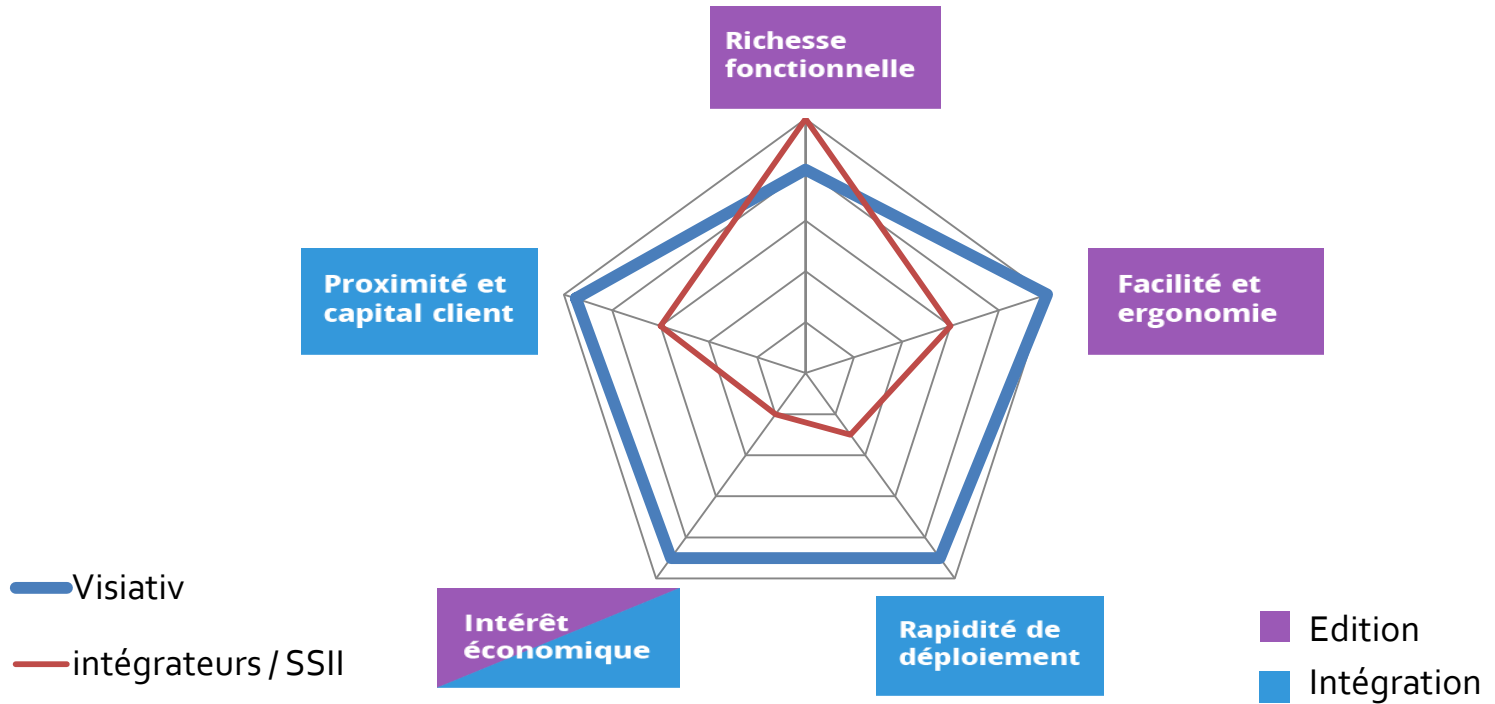 Richesse
fonctionnelle
Proximité et
capital client
Facilité et
ergonomie
Intérêt
économique
Rapidité de
déploiement
Visiativ
intégrateurs / SSII
Edition
Intégration